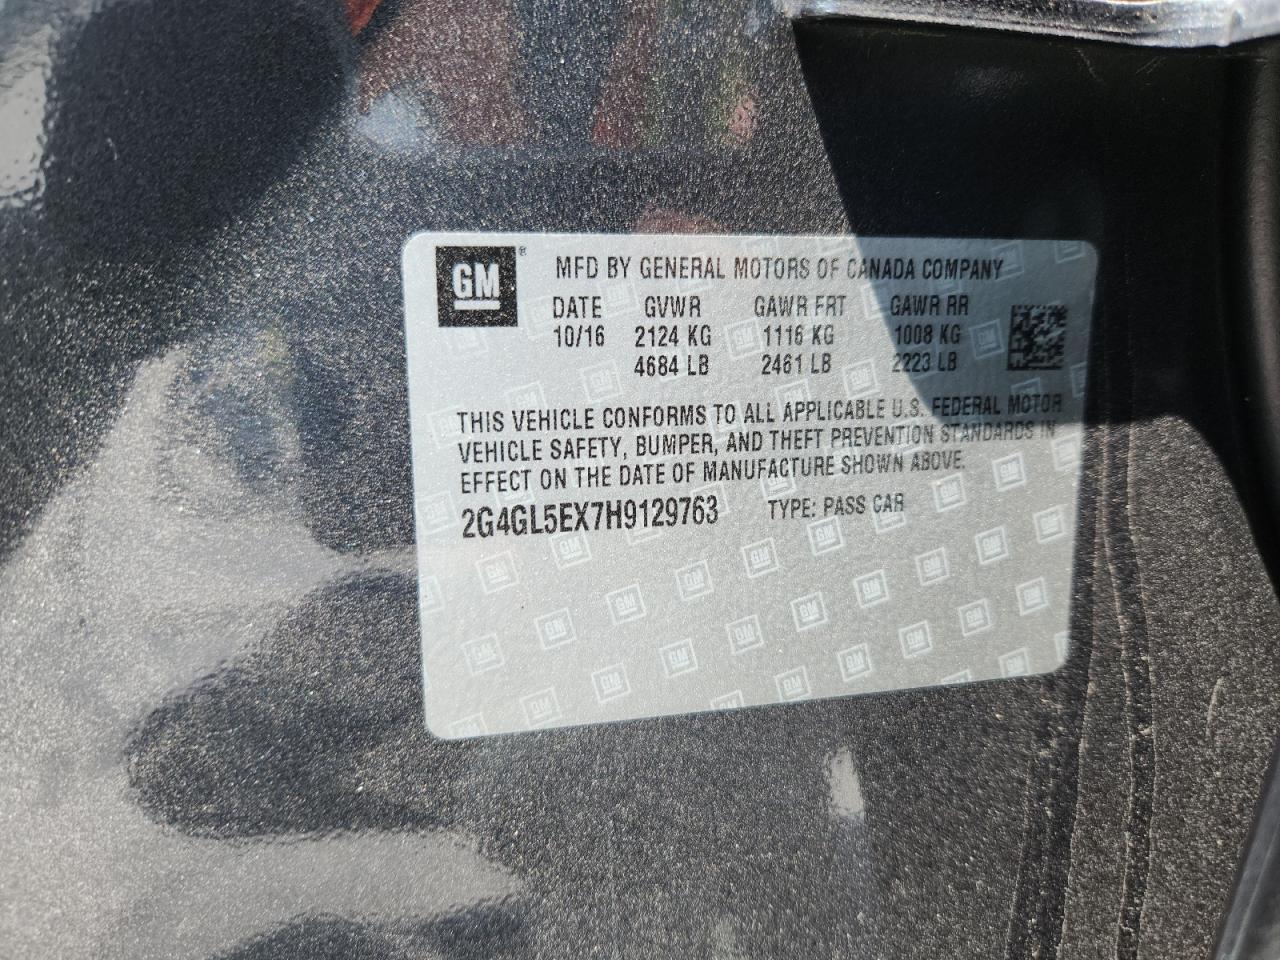 GM ® MFD BY GENERAL MOTORS OF CANADA COMPANY
DATE GVWR GAWR FRT GAWR RR
10/16 2124 KG 1116 KG 1008 KG
4684 LB 2461 LB 2223 LB
THIS VEHICLE CONFORMS TO ALL APPLICABLE U.S. FEDERAL MOTOR
VEHICLE SAFETY, BUMPER, AND THEFT PREVENTION STANDARDS IN
EFFECT ON THE DATE OF MANUFACTURE SHOWN ABOVE.
2G4GL5EX7H9129763 TYPE: PASS CAR